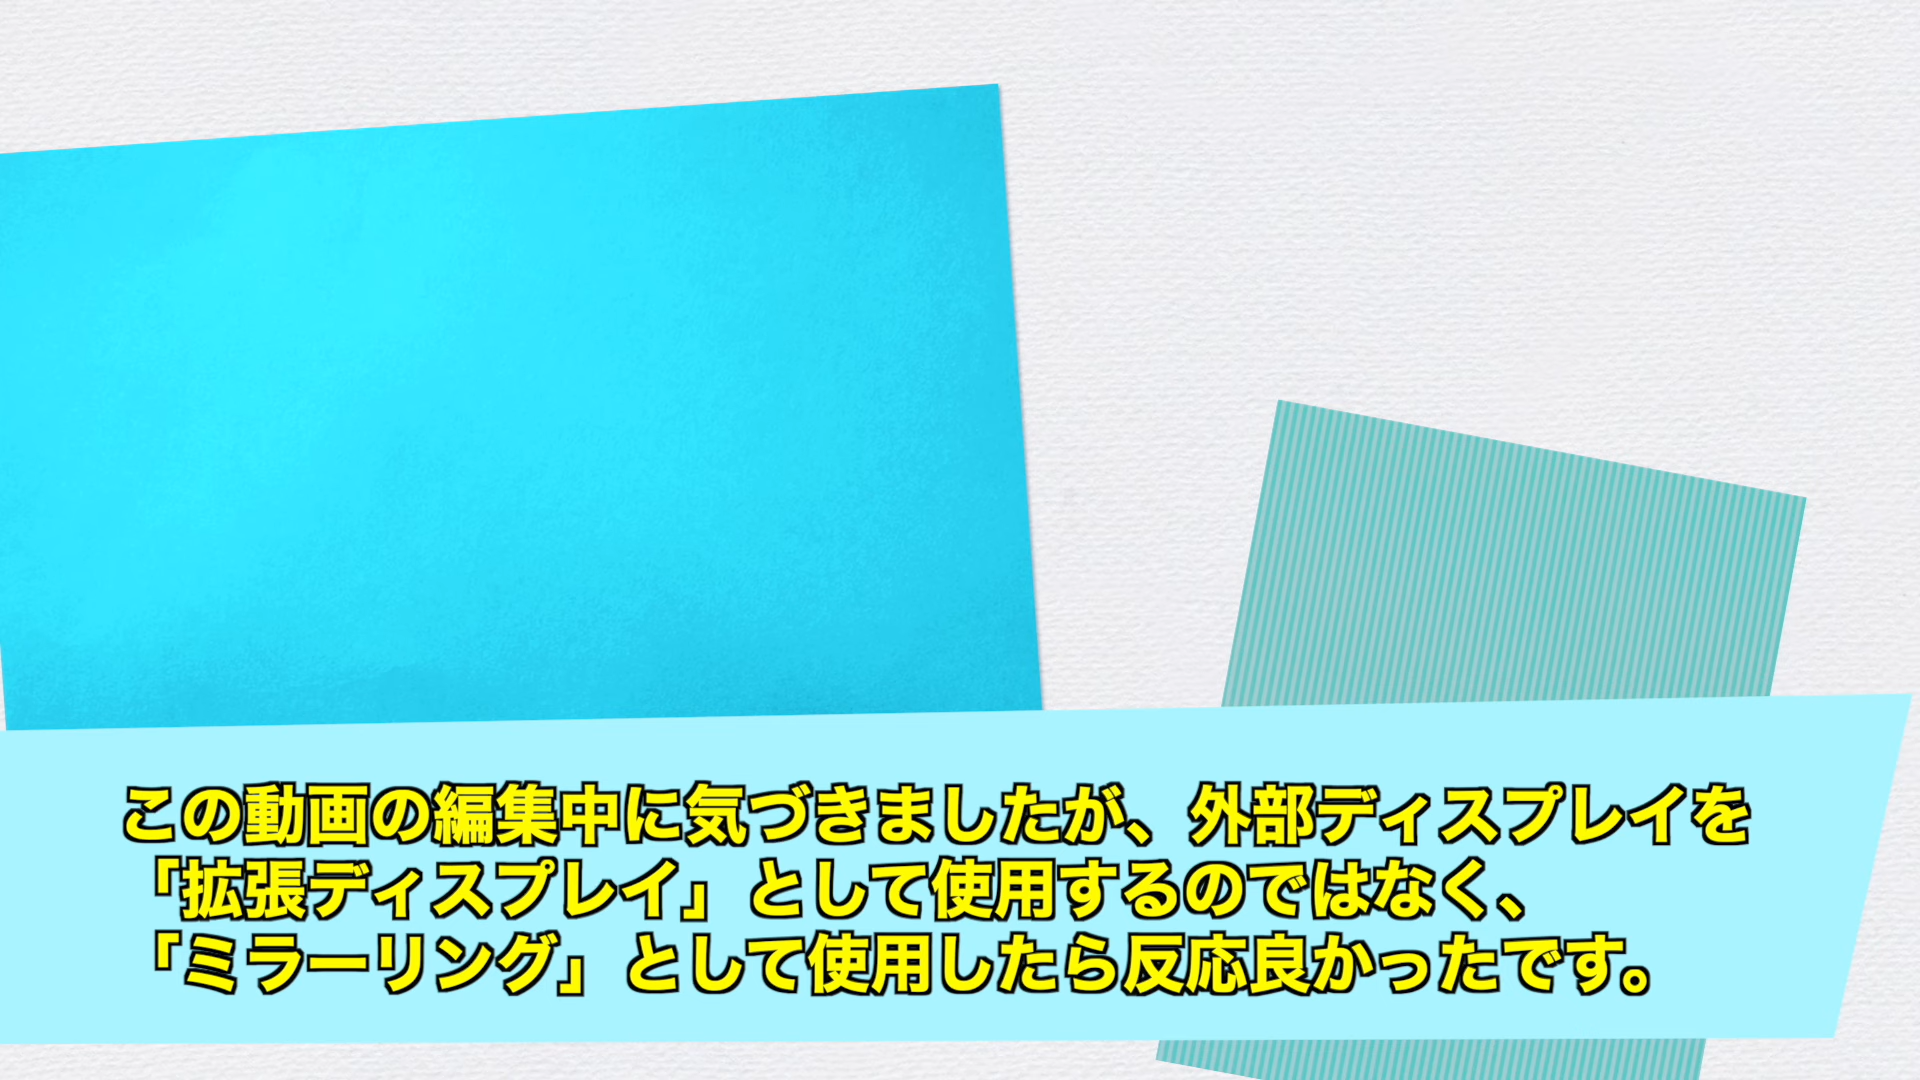 この動画の編集中に気づきましたが、外部ディスプレイを
「拡張ディスプレイ」として使用するのではなく、
「ミラーリング」として使用したら反応良かったです。